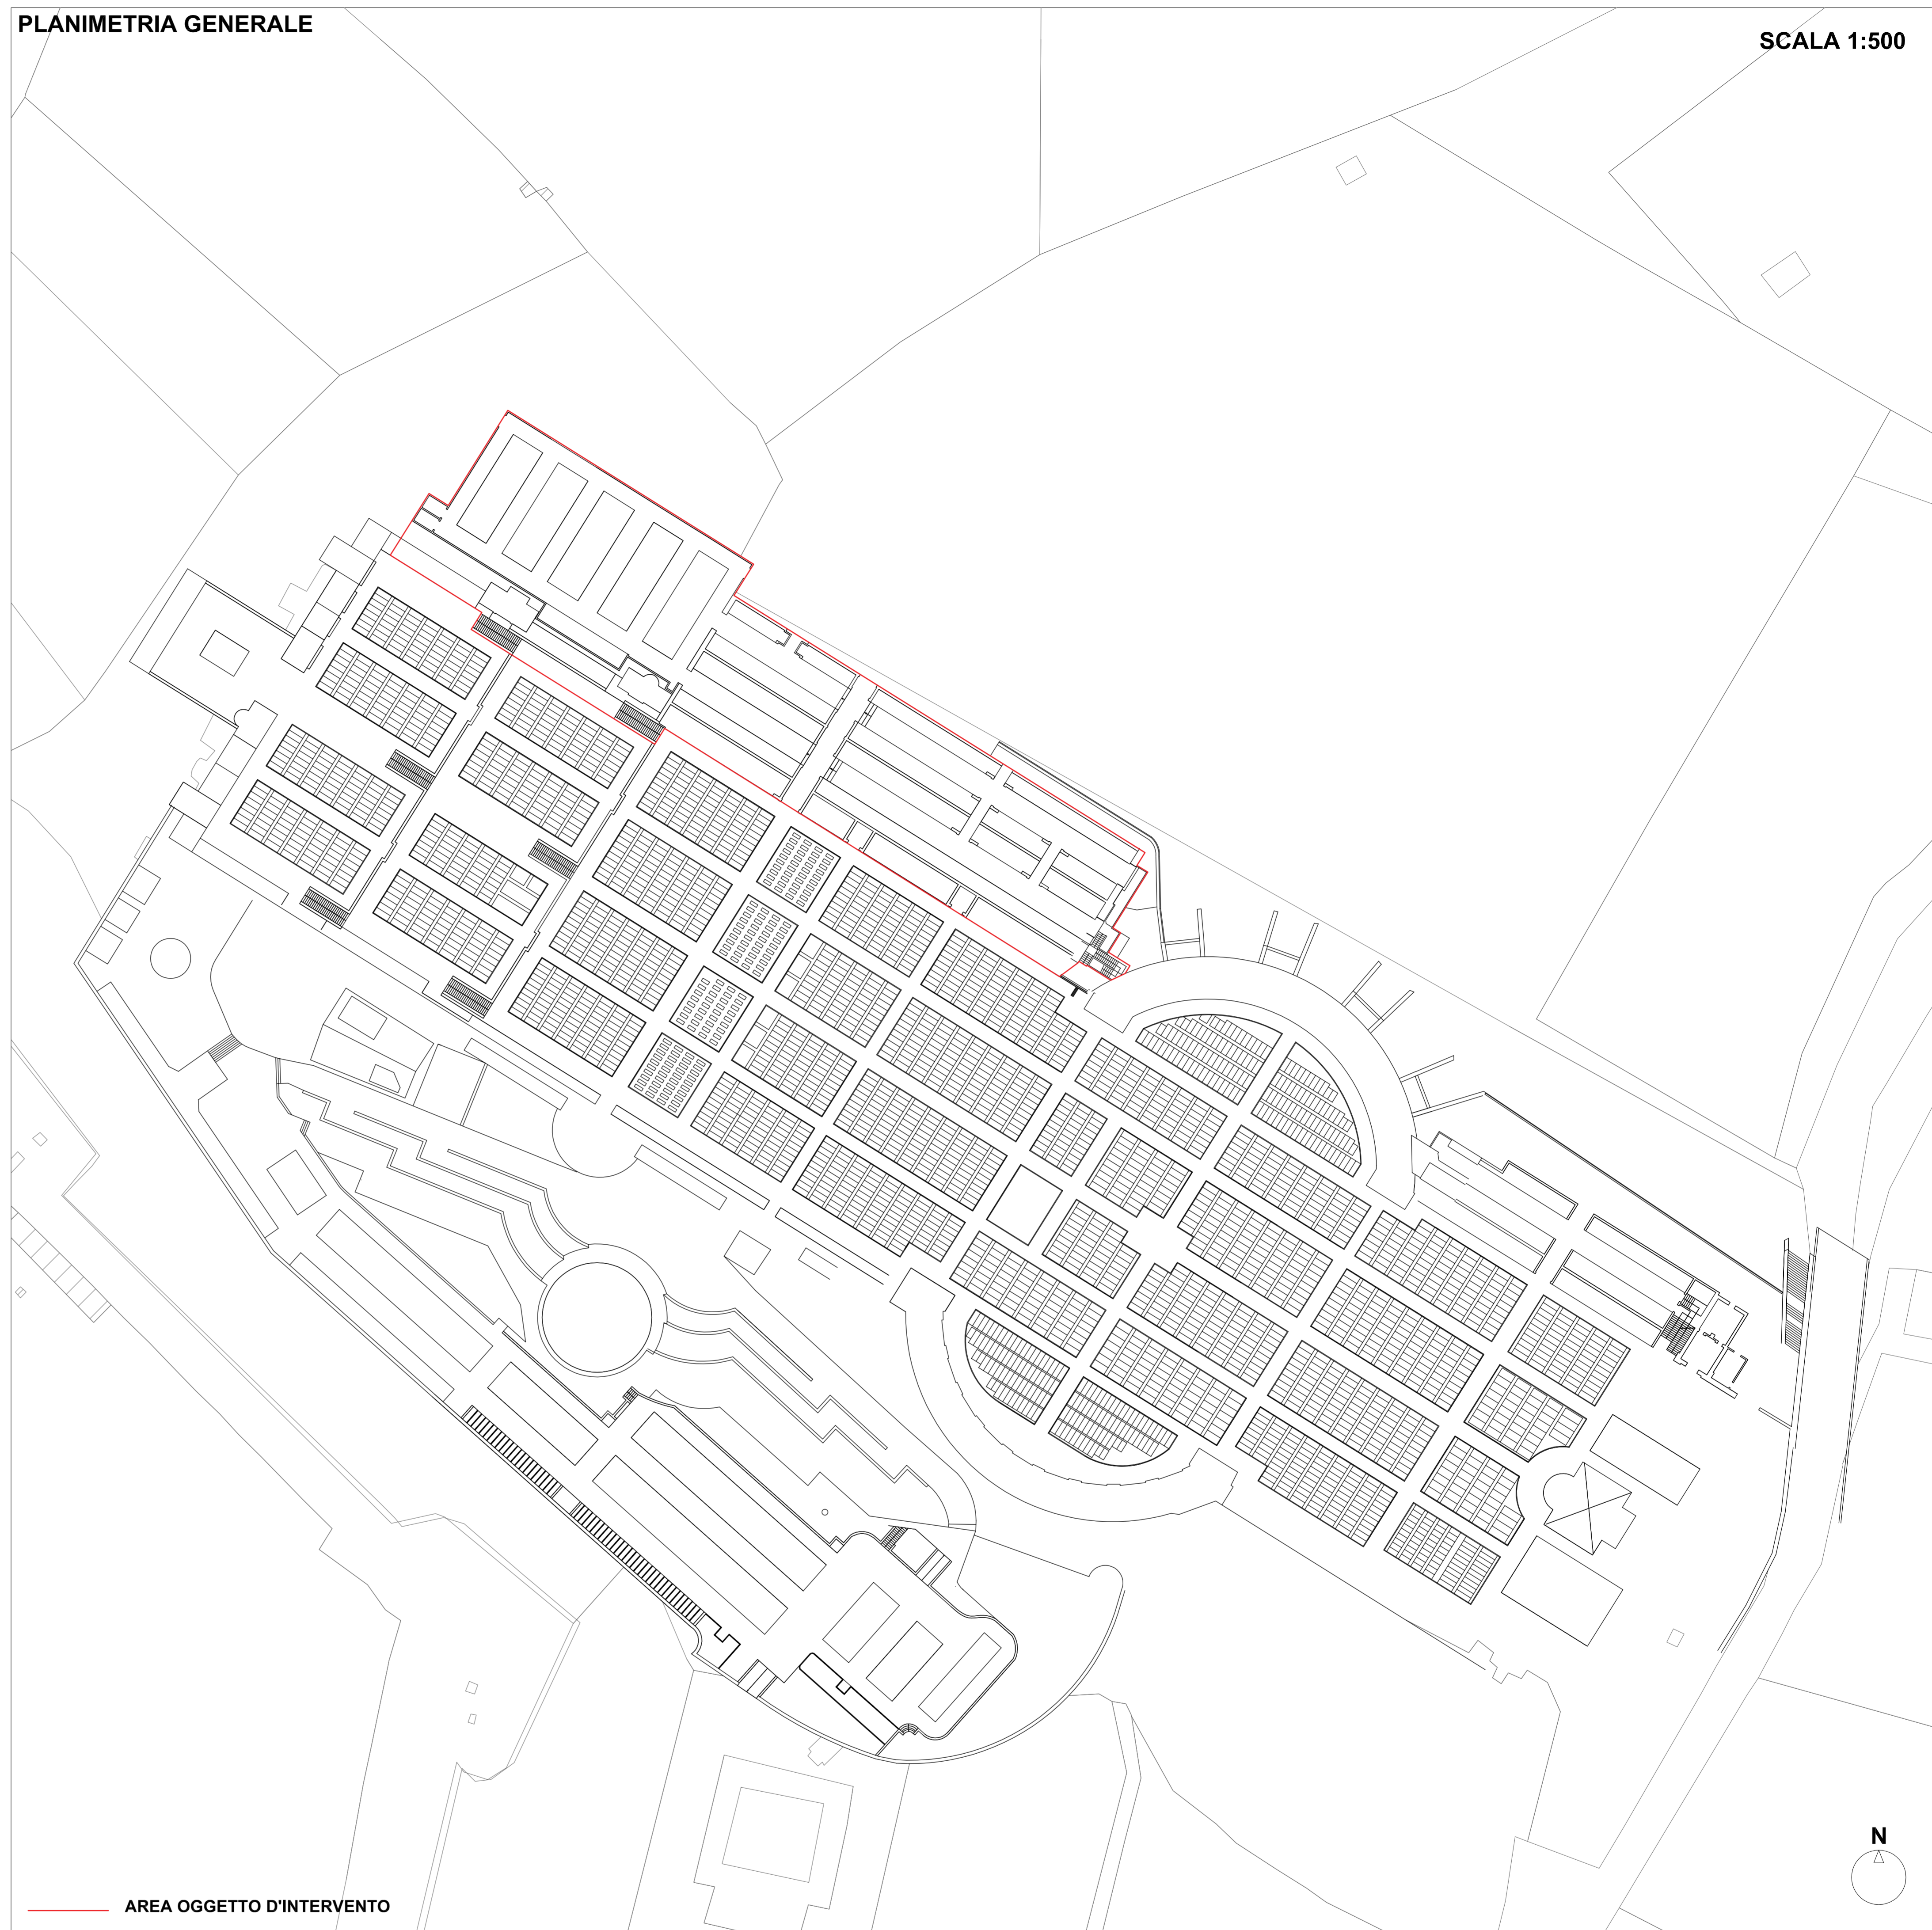 PLANIMETRIA GENERALE
SCALA 1:500
N
AREA OGGETTO D'INTERVENTO